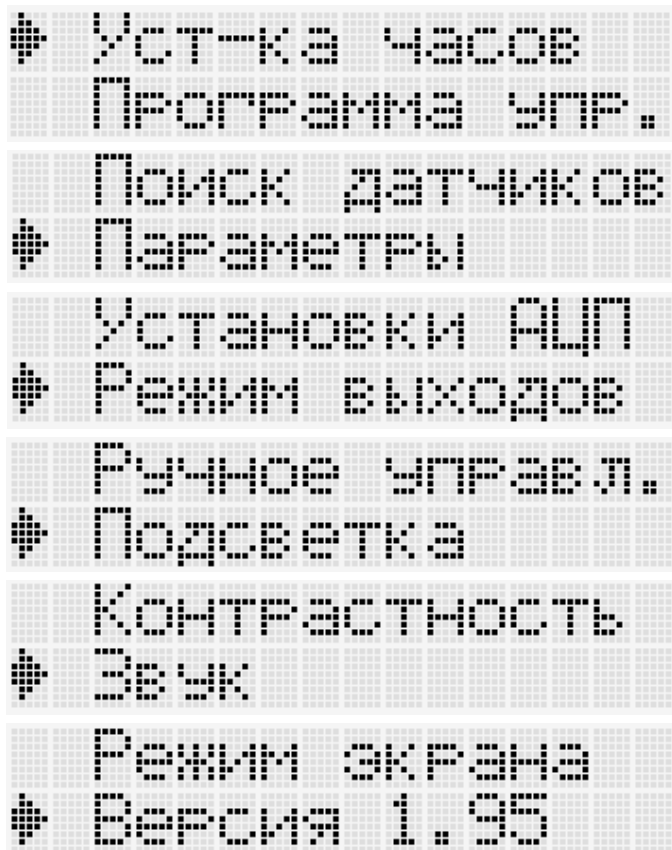 Уст-ка часов
Программа упр.
Поиск датчиков
Параметры
Установки АЦП
Режим выходов
Ручное управл.
Подсветка
Контрастность
Звук
Режим экрана
Версия 1.95